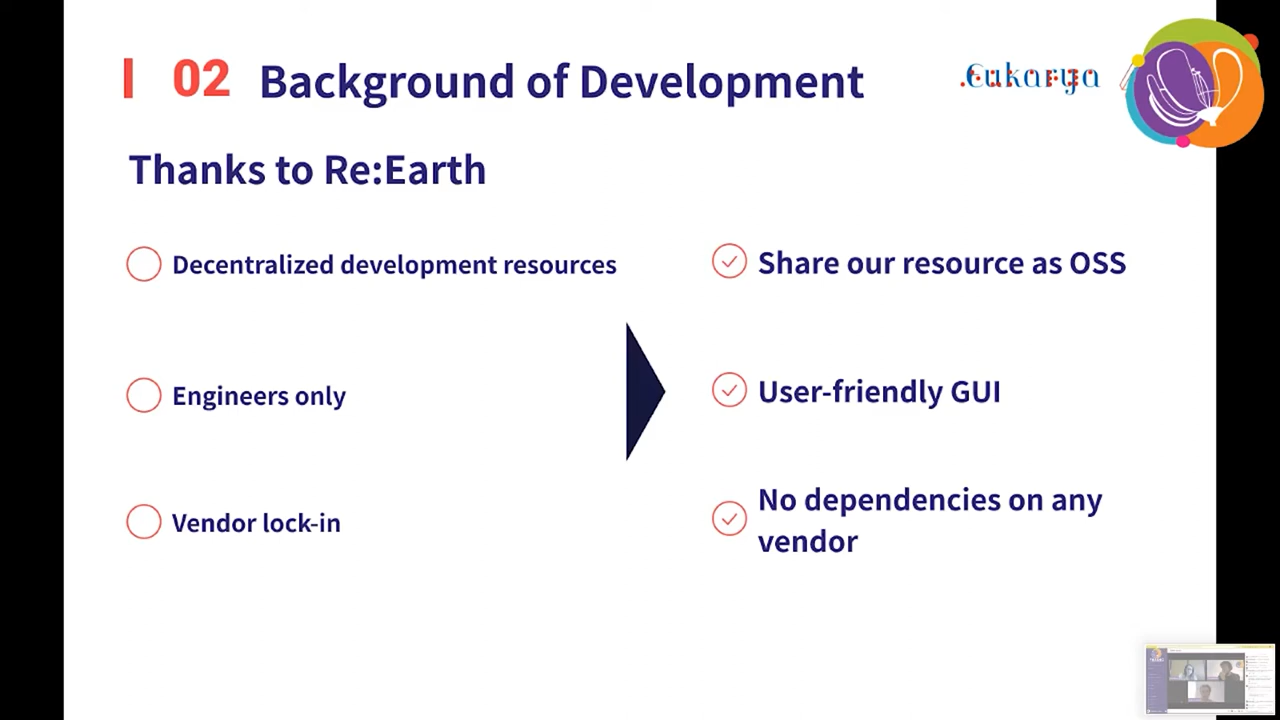 02 Background of Development
Eukarya
Thanks to Re:Earth
Decentralized development resources
Share our resource as OSS
Engineers only
User-friendly GUI
Vendor lock-in
No dependencies on any
vendor